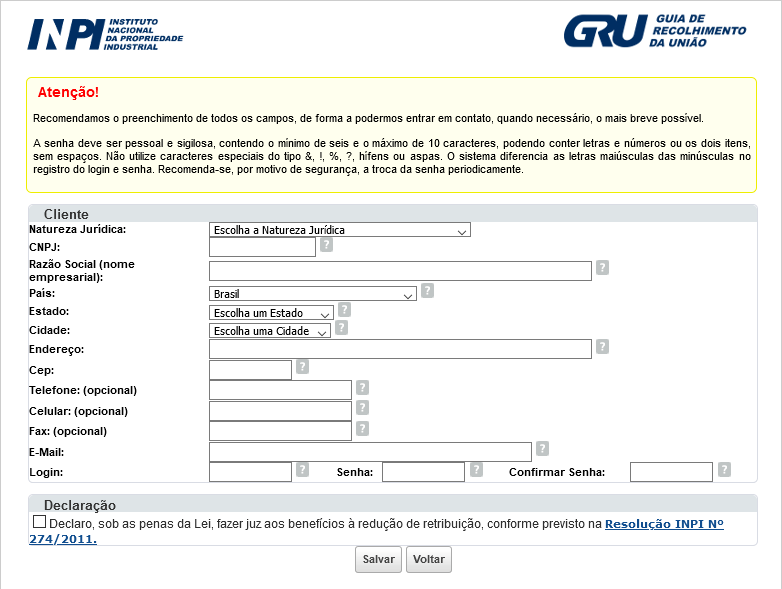 INPI INSTITUTO NACIONAL DA PROPRIEDADE INDUSTRIAL
GRU GUIA DE RECOLHIMENTO DA UNIÃO
Atenção!
Recomendamos o preenchimento de todos os campos, de forma a podermos entrar em contato, quando necessário, o mais breve possível.
A senha deve ser pessoal e sigilosa, contendo o mínimo de seis e o máximo de 10 caracteres, podendo conter letras e números ou os dois itens,
sem espaços. Não utilize caracteres especiais do tipo &, !, %, ?, hífens ou aspas. O sistema diferencia as letras maiúsculas das minúsculas no
registro do login e senha. Recomenda-se, por motivo de segurança, a troca da senha periodicamente.
Cliente
Natureza Jurídica: Escolha a Natureza Jurídica
CNPJ: ?
Razão Social (nome
empresarial): ?
País: Brasil ?
Estado: Escolha um Estado ?
Cidade: Escolha uma Cidade ?
Endereço: ?
Cep: ?
Telefone: (opcional) ?
Celular: (opcional) ?
Fax: (opcional) ?
E-Mail: ?
Login: ? Senha: ? Confirmar Senha: ?
Declaração
Declaro, sob as penas da Lei, fazer juz aos benefícios à redução de retribuição, conforme previsto na Resolução INPI Nº
274/2011.
Salvar Voltar